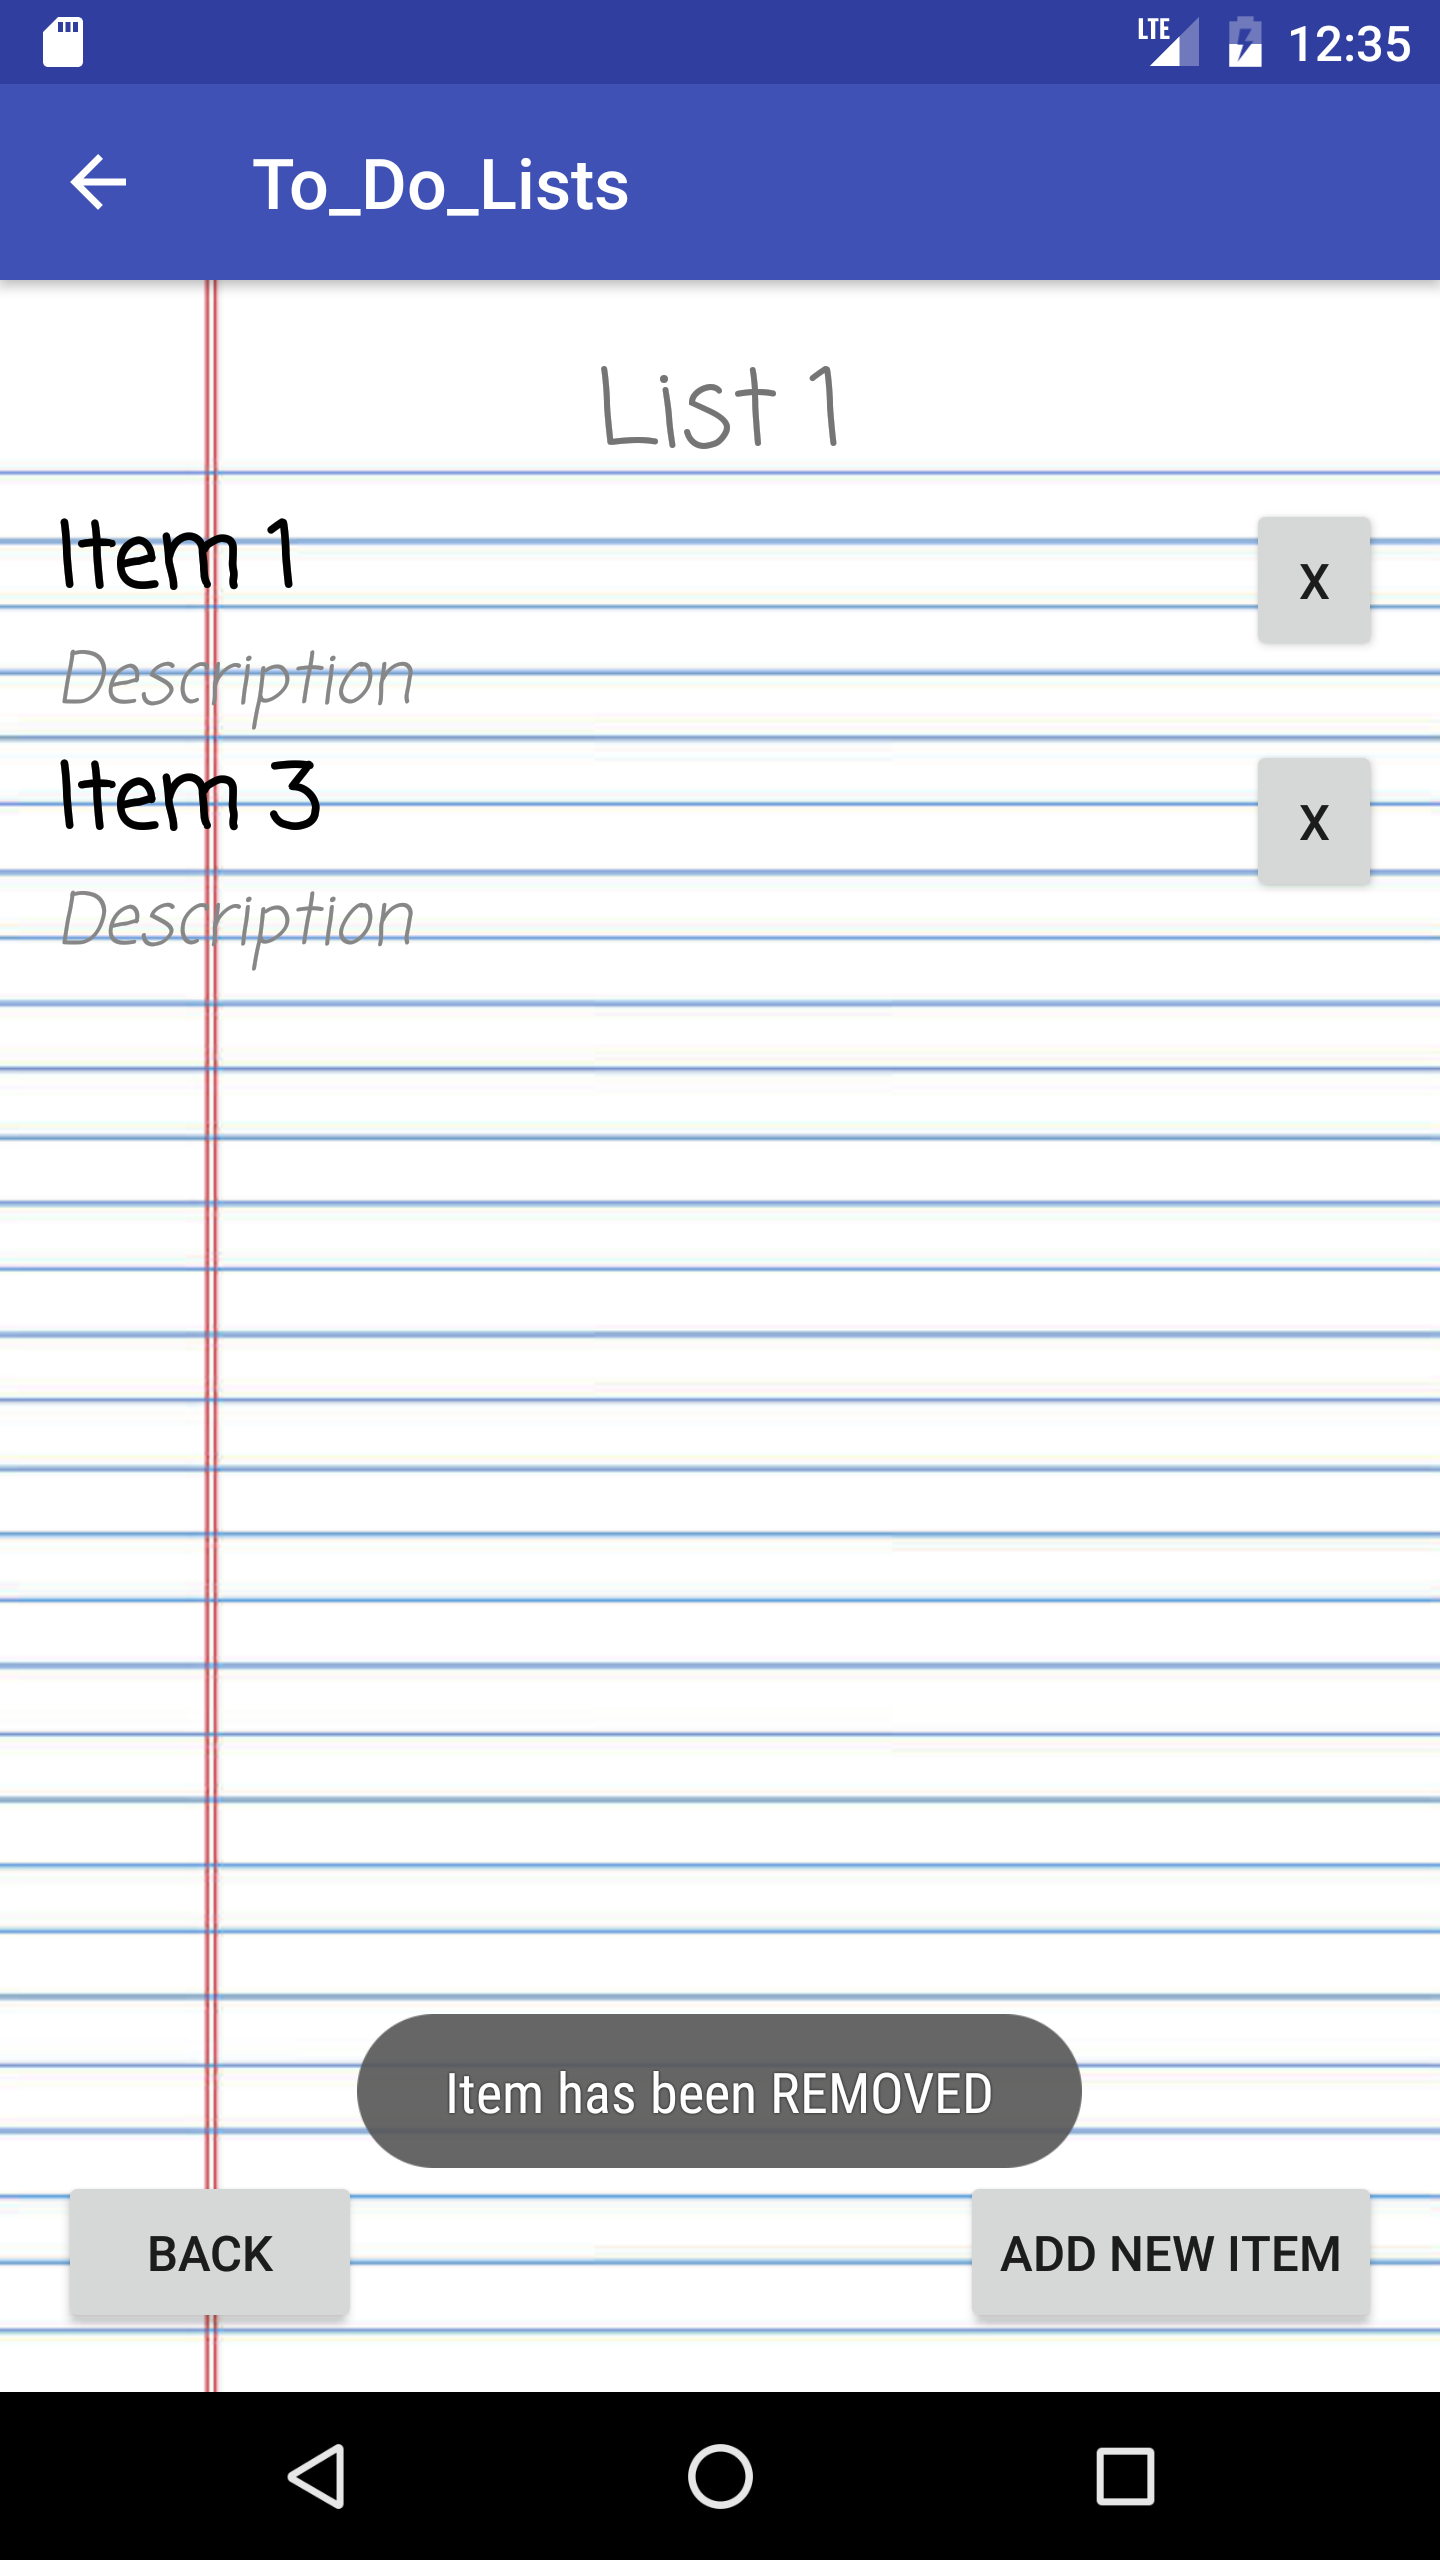 LTE 12:35
To_Do_Lists
List 1
Item 1
X
Description
Item 3
X
Description
Item has been REMOVED
BACK
ADD NEW ITEM